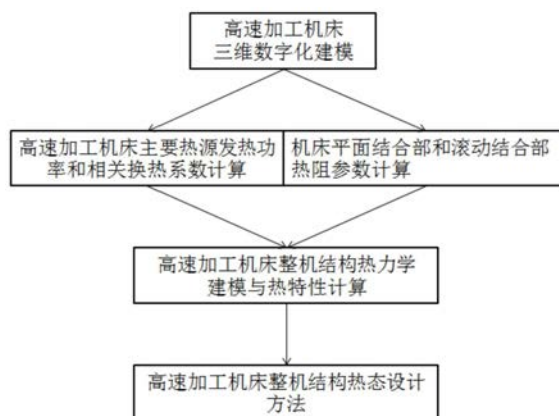 高速加工机床
三维数字化建模
高速加工机床主要热源发热功
率和相关换热系数计算
机床平面结合部和滚动结合部
热阻参数计算
高速加工机床整机结构热力学
建模与热特性计算
高速加工机床整机结构热态设计
方法